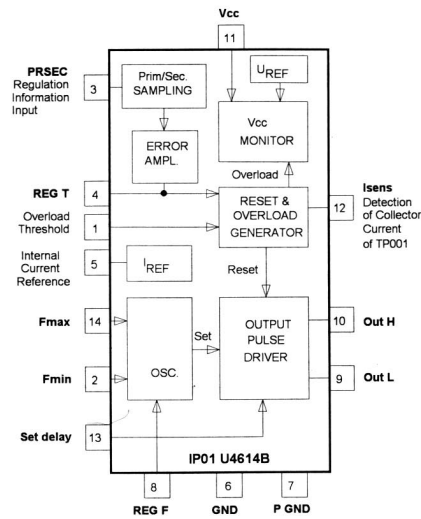 Vcc
11
PRSEC
3
Regulation
Information
Input
Prim/Sec.
SAMPLING
UREF
Vcc
MONITOR
ERROR
AMPL.
Overload
REG T
4
Overload
Threshold
1
RESET &
OVERLOAD
GENERATOR
12
Isens
Detection
of Collector
Current
of TP001
Internal
Current
Reference
5
IREF
Reset
Fmax
14
Fmin
2
OSC.
Set
OUTPUT
PULSE
DRIVER
10
Out H
9
Out L
Set delay
13
IP01 U4614B
8
6
7
REG F
GND
P GND